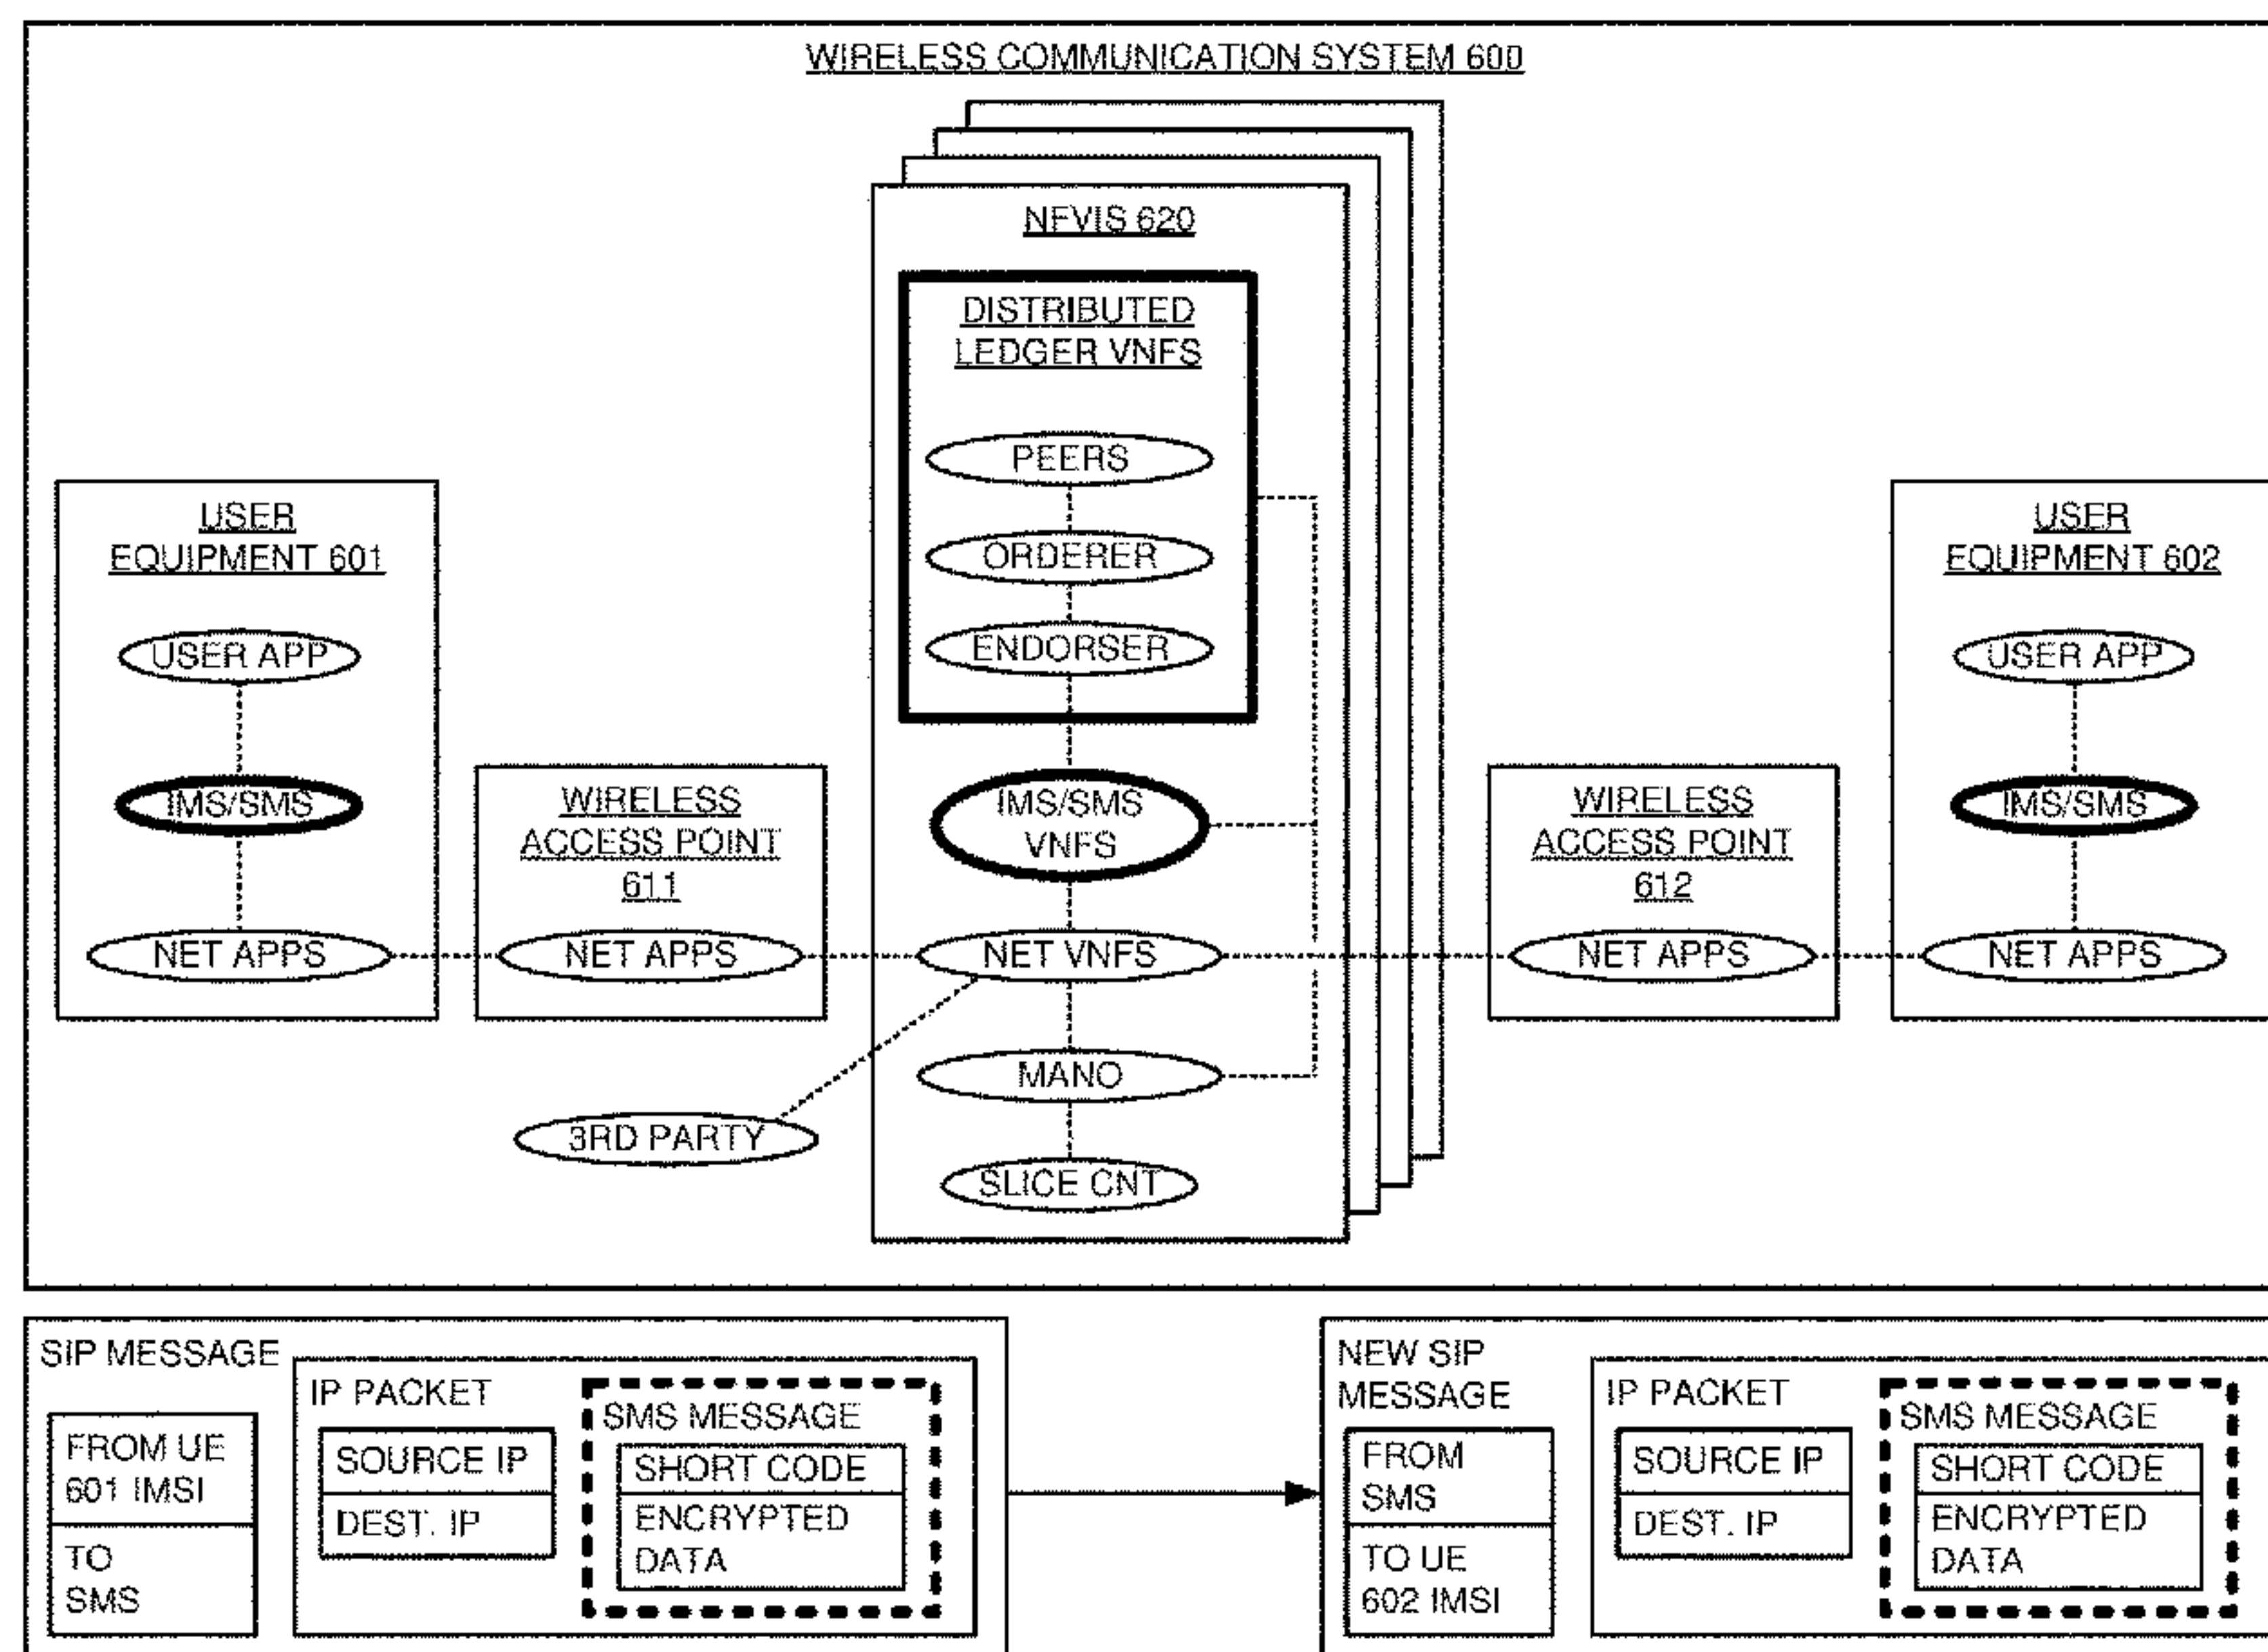 WIRELESS COMMUNICATION SYSTEM 600
NFVIS 620
DISTRIBUTED
LEDGER VNFS
PEERS
ORDERER
ENDORSER
IMS/SMS
VNFS
NET VNFS
MANO
SLICE CNT
USER
EQUIPMENT 601
USER APP
IMS/SMS
NET APPS
WIRELESS
ACCESS POINT
611
NET APPS
3RD PARTY
WIRELESS
ACCESS POINT
612
NET APPS
USER
EQUIPMENT 602
USER APP
IMS/SMS
NET APPS
SIP MESSAGE
FROM UE
601 IMSI
TO
SMS
IP PACKET
SOURCE IP
DEST. IP
SMS MESSAGE
SHORT CODE
ENCRYPTED
DATA
NEW SIP
MESSAGE
FROM
SMS
TO UE
602 IMSI
IP PACKET
SOURCE IP
DEST. IP
SMS MESSAGE
SHORT CODE
ENCRYPTED
DATA